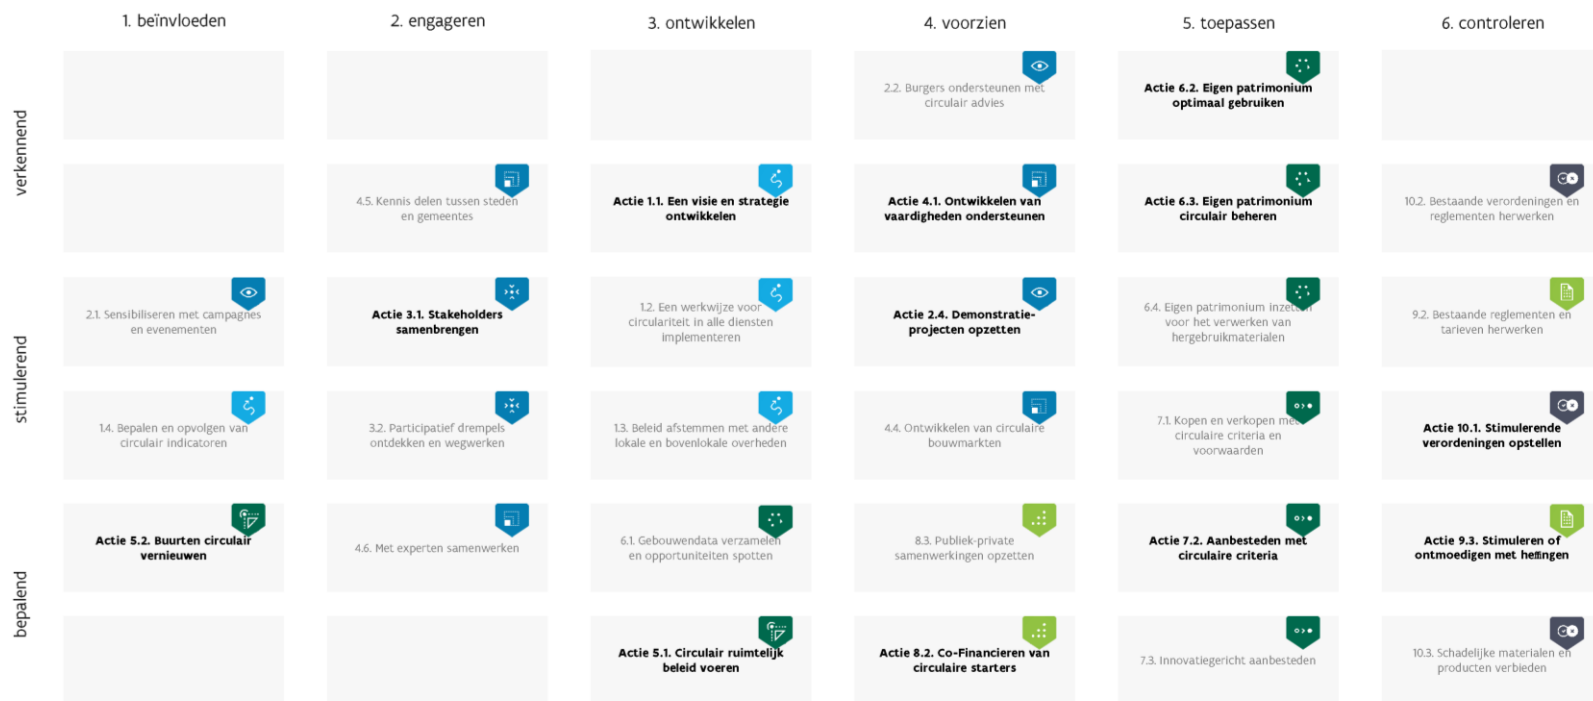 1. beïnvloeden
2. engageren
3. ontwikkelen
4. voorzien
5. toepassen
6. controleren
verkennend
2.2. Burgers ondersteunen met
circulair advies
Actie 6.2. Eigen patrimonium
optimaal gebruiken
4.5. Kennis delen tussen steden
en gemeentes
Actie 1.1. Een visie en strategie
ontwikkelen
Actie 4.1. Ontwikkelen van
vaardigheden ondersteunen
Actie 6.3. Eigen patrimonium
circulair beheren
10.2. Bestaande verordeningen en
reglementen herwerken
stimulerend
2.1. Sensibiliseren met campagnes
en evenementen
Actie 3.1. Stakeholders
samenbrengen
1.2. Een werkwijze voor
circulariteit in alle diensten
implementeren
Actie 2.4. Demonstratie-
projecten opzetten
6.4. Eigen patrimonium inzetten
voor het verwerken van
hergebruikmaterialen
9.2. Bestaande reglementen en
tarieven herwerken
1.4. Bepalen en opvolgen van
circulair indicatoren
3.2. Participatief drempels
ontdekken en wegwerken
1.3. Beleid afstemmen met andere
lokale en bovenlokale overheden
4.4. Ontwikkelen van circulaire
bouwmarkten
7.1. Kopen en verkopen met
circulaire criteria en
voorwaarden
Actie 10.1. Stimulerende
verordeningen opstellen
bepalend
Actie 5.2. Buurten circulair
vernieuwen
4.6. Met experten samenwerken
6.1. Gebouwendata verzamelen
en opportuniteiten spotten
8.3. Publiek-private
samenwerkingen opzetten
Actie 7.2. Aanbesteden met
circulaire criteria
Actie 9.3. Stimuleren of
ontmoedigen met
Actie 5.1. Circulair ruimtelijk
beleid voeren
Actie 8.2. Co-Financieren van
circulaire starters
7.3. Innovatiegericht aanbesteden
10.3. Schadelijke materialen en
producten verbieden